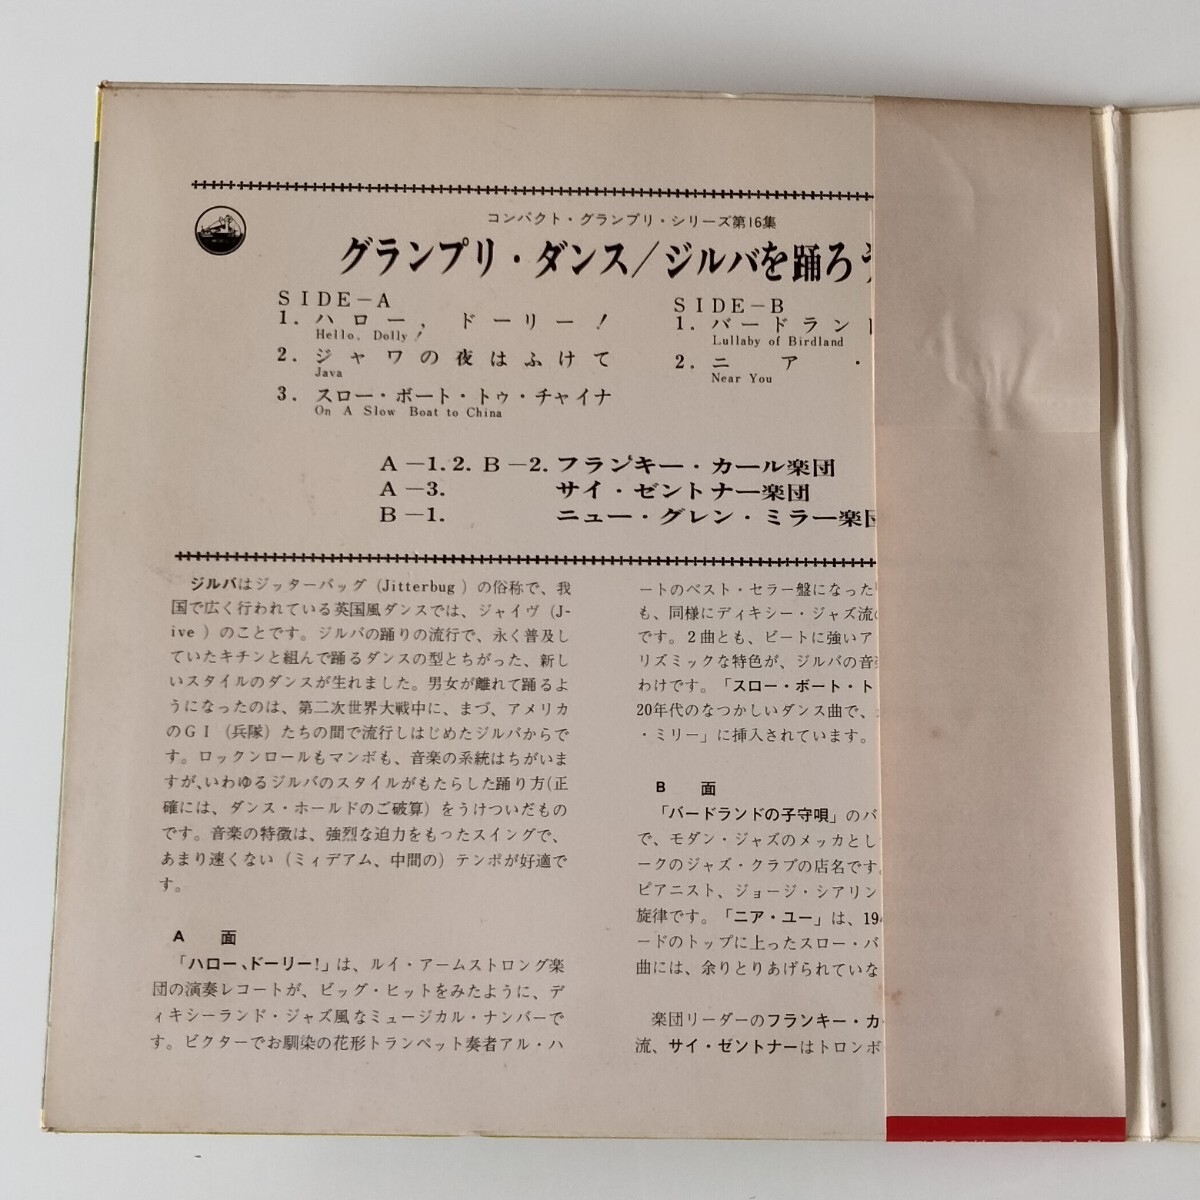 コンパクト・グランプリ・シリーズ第16集
グランプリ・ダンス/ジルバを踊ろう
SIDE-A
1. ハロー, ドーリー!
Hello, Dolly!
2. ジャワの夜はふけて
Java
3. スロー・ボート・トゥ・チャイナ
On A Slow Boat to China
SIDE-B
1. バードラン
Lullaby of Birdland
2. ニア・
Near You
A-1.2. B-2. フランキー・カール楽団
A-3. サイ・ゼントナー楽団
B-1. ニュー・グレン・ミラー楽団
ジルバはジッターバッグ (Jitterbug) の俗称で、我
国で広く行われている英国風ダンスでは、ジャイヴ (J-
ive) のことです。ジルバの踊りの流行で、永く普及し
ていたキチンと組んで踊るダンスの型とちがった、新し
いスタイルのダンスが生れました。男女が離れて踊るよ
うになったのは、第二次世界大戦中に、まづ、アメリカ
のGI (兵隊) たちの間で流行しはじめたジルバからで
す。ロックンロールもマンボも、音楽の系統はちがいま
すが、いわゆるジルバのスタイルがもたらした踊り方(正
確には、ダンス・ホールドのご破算) をうけついだもの
です。音楽の特徴は、強烈な迫力をもったスイングで、
あまり速くない (ミィデアム、中間の) テンポが好適で
す。
A 面
「ハロー、ドーリー!」は、ルイ・アームストロング楽
団の演奏レコートが、ビッグ・ヒットをみたように、デ
ィキシーランド・ジャズ風なミュージカル・ナンバーで
す。ビクターでお馴染の花形トランペット奏者アル・ハ
ートのベスト・セラー盤になった
も、同様にディキシー・ジャズ流
です。2曲とも、ビートに強いア
リズミックな特色が、ジルバの音
わけです。「スロー・ボート・ト
20年代のなつかしいダンス曲で、
・ミリー」に挿入されています。
B 面
「バードランドの子守唄」のバ
で、モダン・ジャズのメッカとし
ークのジャズ・クラブの店名です。
ピアニスト、ジョージ・シアリン
旋律です。「ニア・ユー」は、19
ードのトップに上ったスロー・バ
曲には、余りとりあげられていな
楽団リーダーのフランキー・カ
流、サイ・ゼントナーはトロンボ